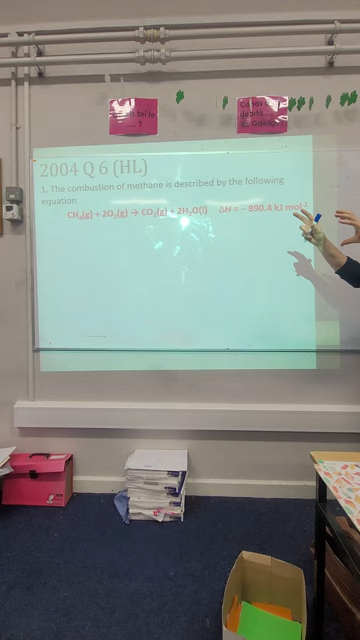 2004 Q 6 (HL)
1. The combustion of methane is described by the following
equation
CH₄(g) + 2O₂(g) → CO₂(g) + 2H₂O(l) ΔH = – 890.4 kJ mol⁻¹